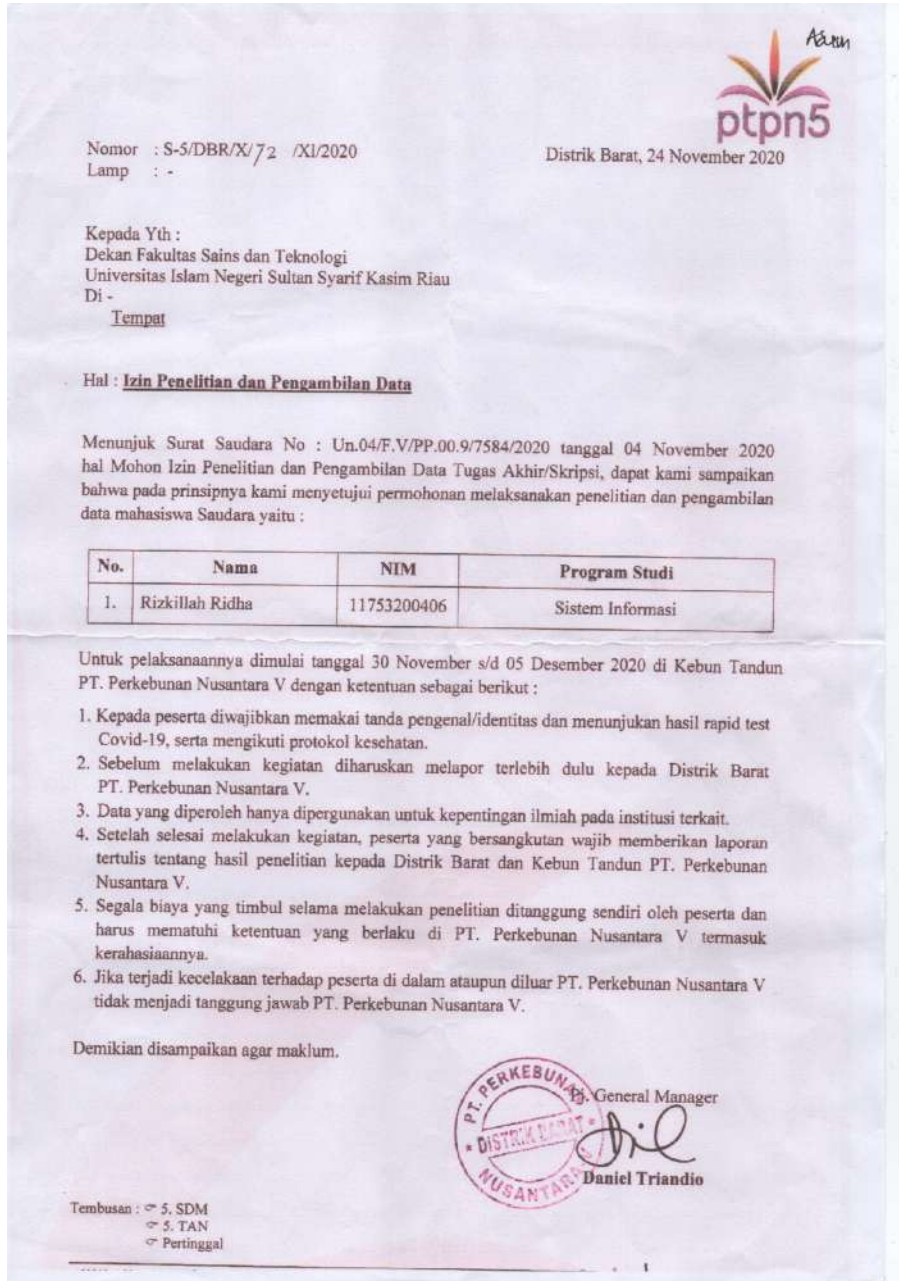 ptpn5
Nomor : S-5/DBR/X/72 /XI/2020
Distrik Barat, 24 November 2020
Lamp : -
Kepada Yth :
Dekan Fakultas Sains dan Teknologi
Universitas Islam Negeri Sultan Syarif Kasim Riau
Di -
Tempat
Hal : Izin Penelitian dan Pengambilan Data
Menunjuk Surat Saudara No : Un.04/F.V/PP.00.9/7584/2020 tanggal 04 November 2020
hal Mohon Izin Penelitian dan Pengambilan Data Tugas Akhir/Skripsi, dapat kami sampaikan
bahwa pada prinsipnya kami menyetujui permohonan melaksanakan penelitian dan pengambilan
data mahasiswa Saudara yaitu :
No. Nama NIM Program Studi
1. Rizkillah Ridha 11753200406 Sistem Informasi
Untuk pelaksanaannya dimulai tanggal 30 November s/d 05 Desember 2020 di Kebun Tandun
PT. Perkebunan Nusantara V dengan ketentuan sebagai berikut :
1. Kepada peserta diwajibkan memakai tanda pengenal/identitas dan menunjukan hasil rapid test
Covid-19, serta mengikuti protokol kesehatan.
2. Sebelum melakukan kegiatan diharuskan melapor terlebih dulu kepada Distrik Barat
PT. Perkebunan Nusantara V.
3. Data yang diperoleh hanya dipergunakan untuk kepentingan ilmiah pada institusi terkait.
4. Setelah selesai melakukan kegiatan, peserta yang bersangkutan wajib memberikan laporan
tertulis tentang hasil penelitian kepada Distrik Barat dan Kebun Tandun PT. Perkebunan
Nusantara V.
5. Segala biaya yang timbul selama melakukan penelitian ditanggung sendiri oleh peserta dan
harus mematuhi ketentuan yang berlaku di PT. Perkebunan Nusantara V termasuk
kerahasiaannya.
6. Jika terjadi kecelakaan terhadap peserta di dalam ataupun diluar PT. Perkebunan Nusantara V
tidak menjadi tanggung jawab PT. Perkebunan Nusantara V.
Demikian disampaikan agar maklum.
General Manager
PT. PERKEBUNAN
DISTRIK BARAT
NUSANTARA-V
Daniel Triandio
Tembusan : 5. SDM
5. TAN
Pertinggal